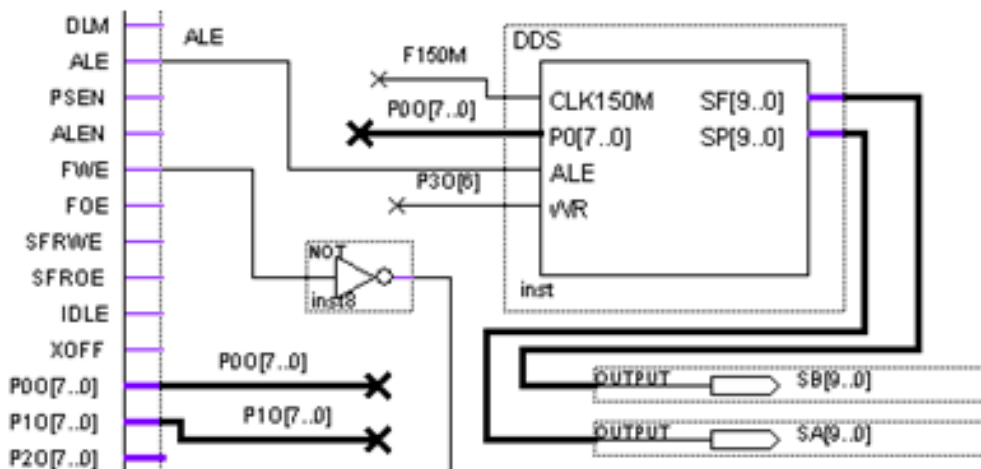 DLM
ALE
ALE
PSEN
ALEN
FWE
FOE
SFRWE
SFROE
IDLE
XOFF
P0O[7..0]
P1O[7..0]
P2O[7..0]
NOT
inst8
P0O[7..0]
P1O[7..0]
F150M
P0O[7..0]
P3O[6]
DDS
CLK150M
P0[7..0]
ALE
WR
SF[9..0]
SP[9..0]
inst
OUTPUT
SB[9..0]
OUTPUT
SA[9..0]